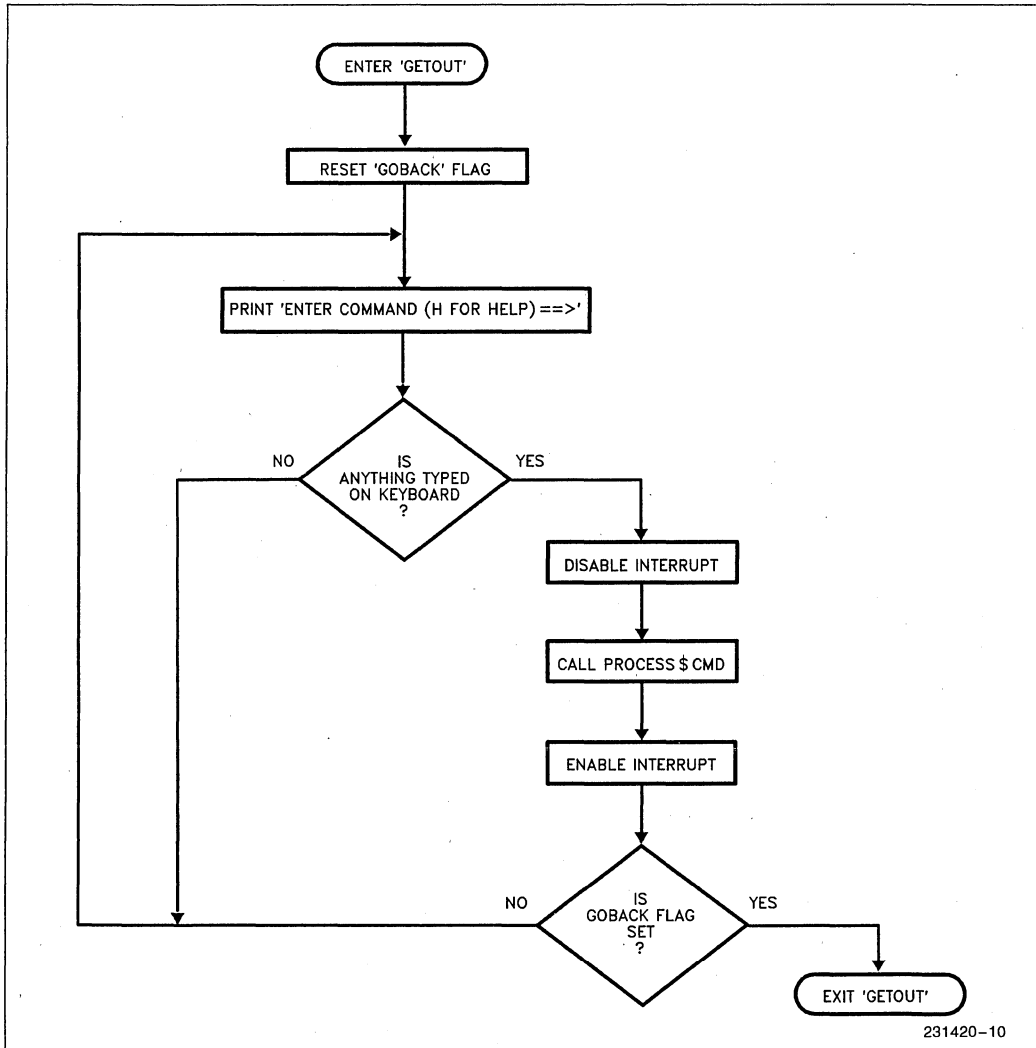 ENTER 'GETOUT'
RESET 'GOBACK' FLAG
PRINT 'ENTER COMMAND (H FOR HELP) ==>'
NO
IS
ANYTHING TYPED
ON KEYBOARD
?
YES
DISABLE INTERRUPT
CALL PROCESS $ CMD
ENABLE INTERRUPT
NO
IS
GOBACK FLAG
SET
?
YES
EXIT 'GETOUT'
231420-10